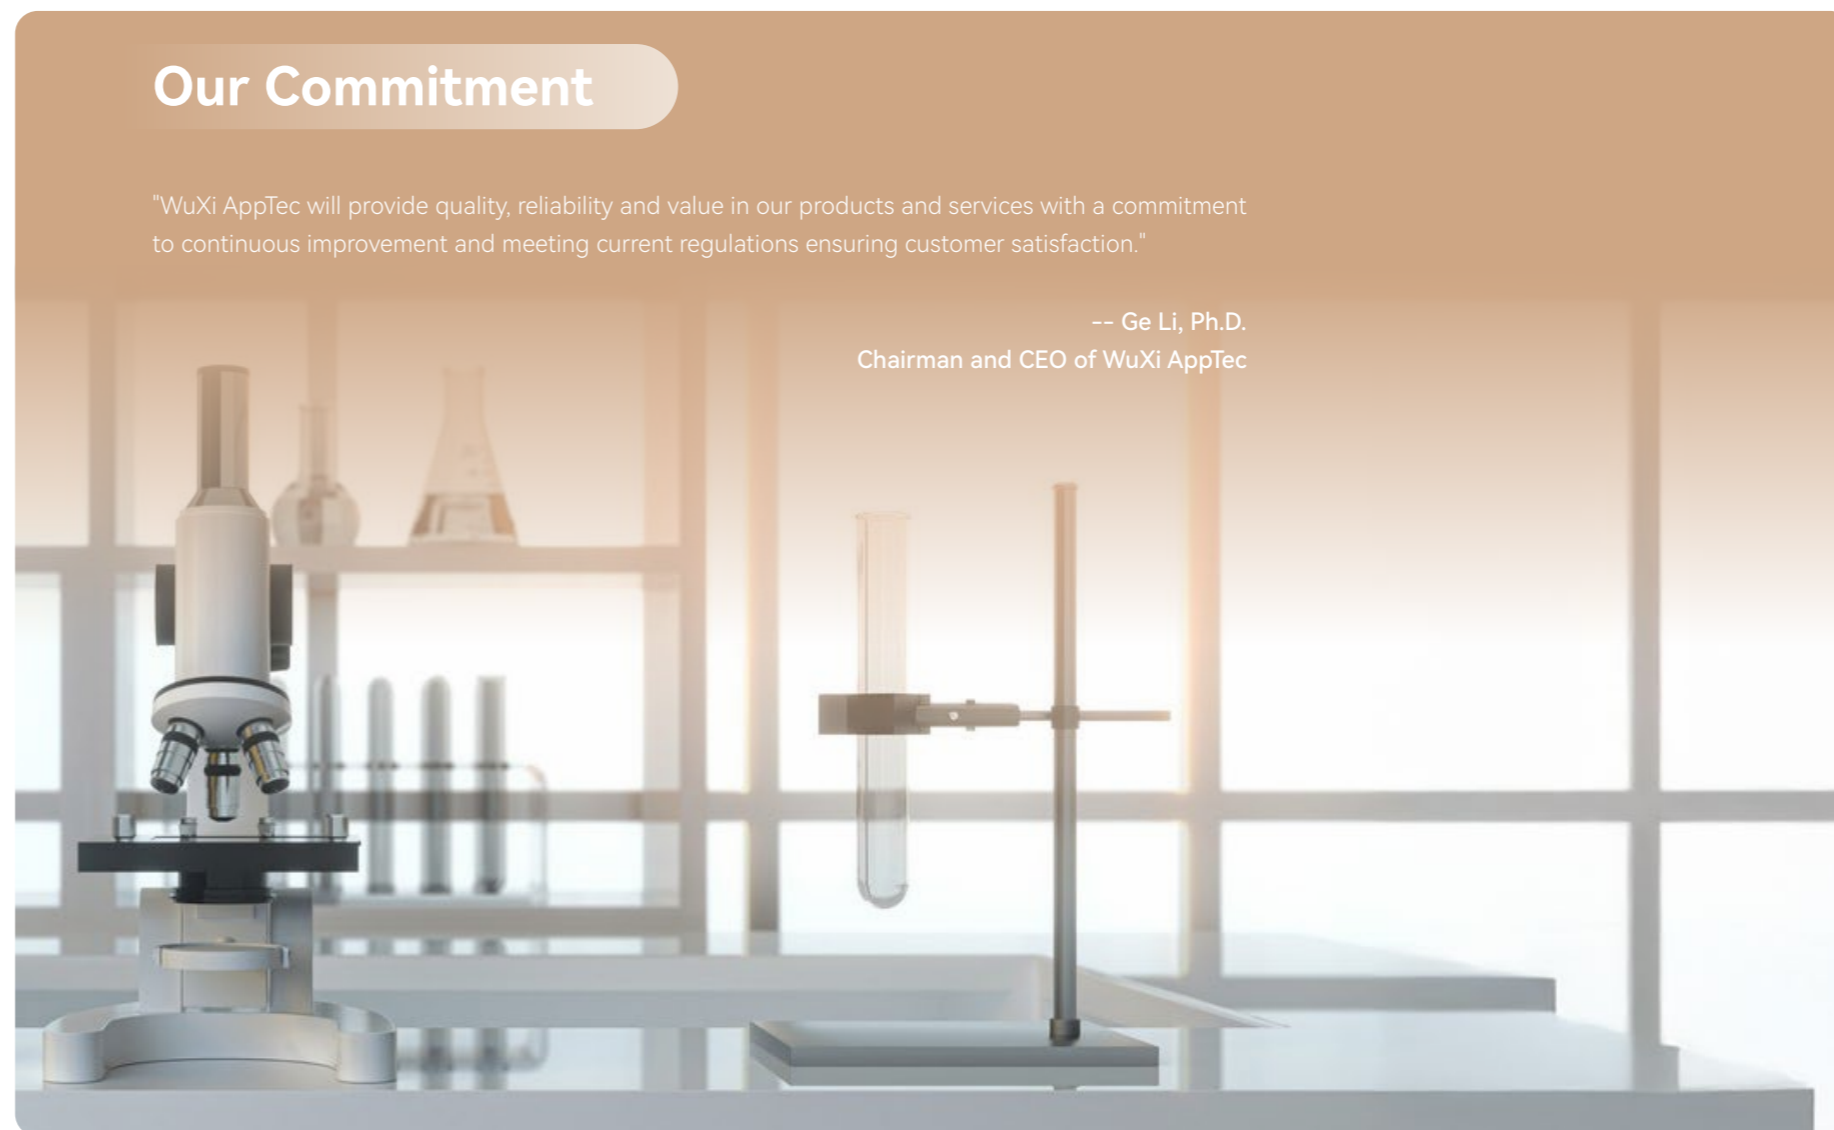 Our Commitment
"WuXi AppTec will provide quality, reliability and value in our products and services with a commitment
to continuous improvement and meeting current regulations ensuring customer satisfaction."
-- Ge Li, Ph.D.
Chairman and CEO of WuXi AppTec